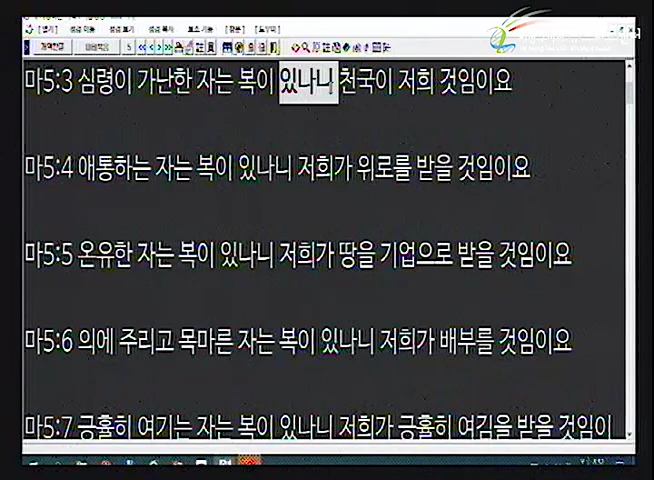 마5:3 심령이 가난한 자는 복이 있나니 천국이 저희 것임이요
마5:4 애통하는 자는 복이 있나니 저희가 위로를 받을 것임이요
마5:5 온유한 자는 복이 있나니 저희가 땅을 기업으로 받을 것임이요
마5:6 의에 주리고 목마른 자는 복이 있나니 저희가 배부를 것임이요
마5:7 긍휼히 여기는 자는 복이 있나니 저희가 긍휼히 여김을 받을 것임이